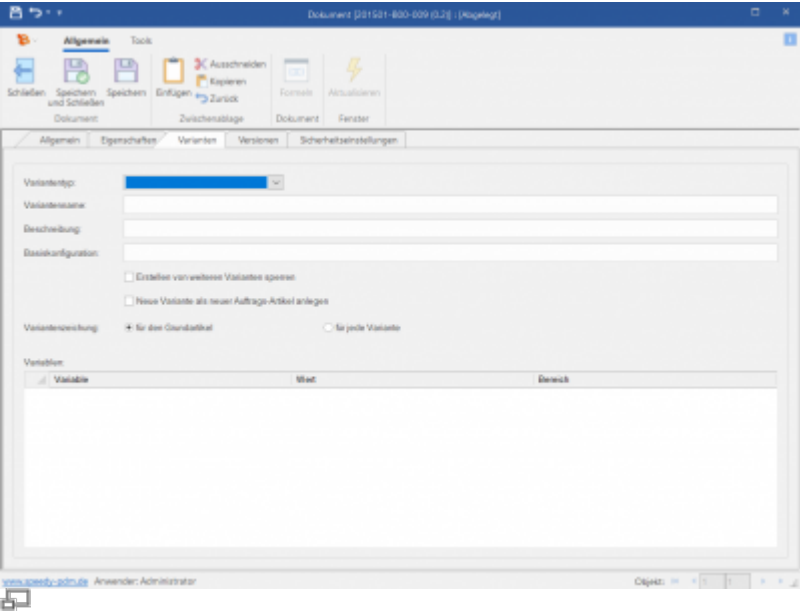 Dokument [201501-800-009 (0.2)] : [Abgelegt]
Allgemein Tools
Schließen Speichern und Schließen Speichern Einfügen Ausschneiden Kopieren Zurück Formeln Aktualisieren
Dokument Zwischenablage Dokument Fenster
Allgemein Eigenschaften Varianten Versionen Sicherheitseinstellungen
Variantentyp:
Variantenname:
Beschreibung:
Basiskonfiguration:
Erstellen von weiteren Varianten sperren
Neue Variante als neuer Auftrags-Artikel anlegen
Variantenzeichung: für den Grundartikel für jede Variante
Variablen:
Variable Wert Bereich
www.speedy-pdm.de Anwender: Administrator Objekt: